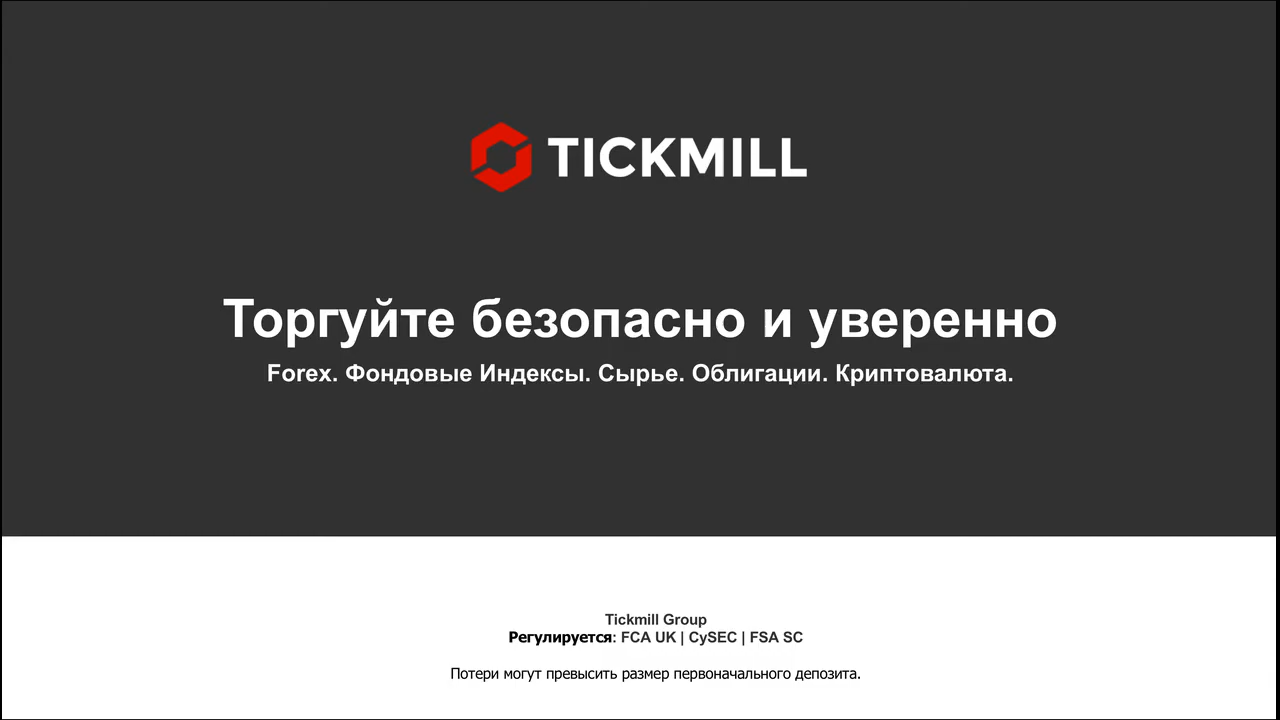 TICKMILL
Торгуйте безопасно и уверенно
Forex. Фондовые Индексы. Сырье. Облигации. Криптовалюта.
Tickmill Group
Регулируется: FCA UK | CySEC | FSA SC
Потери могут превысить размер первоначального депозита.